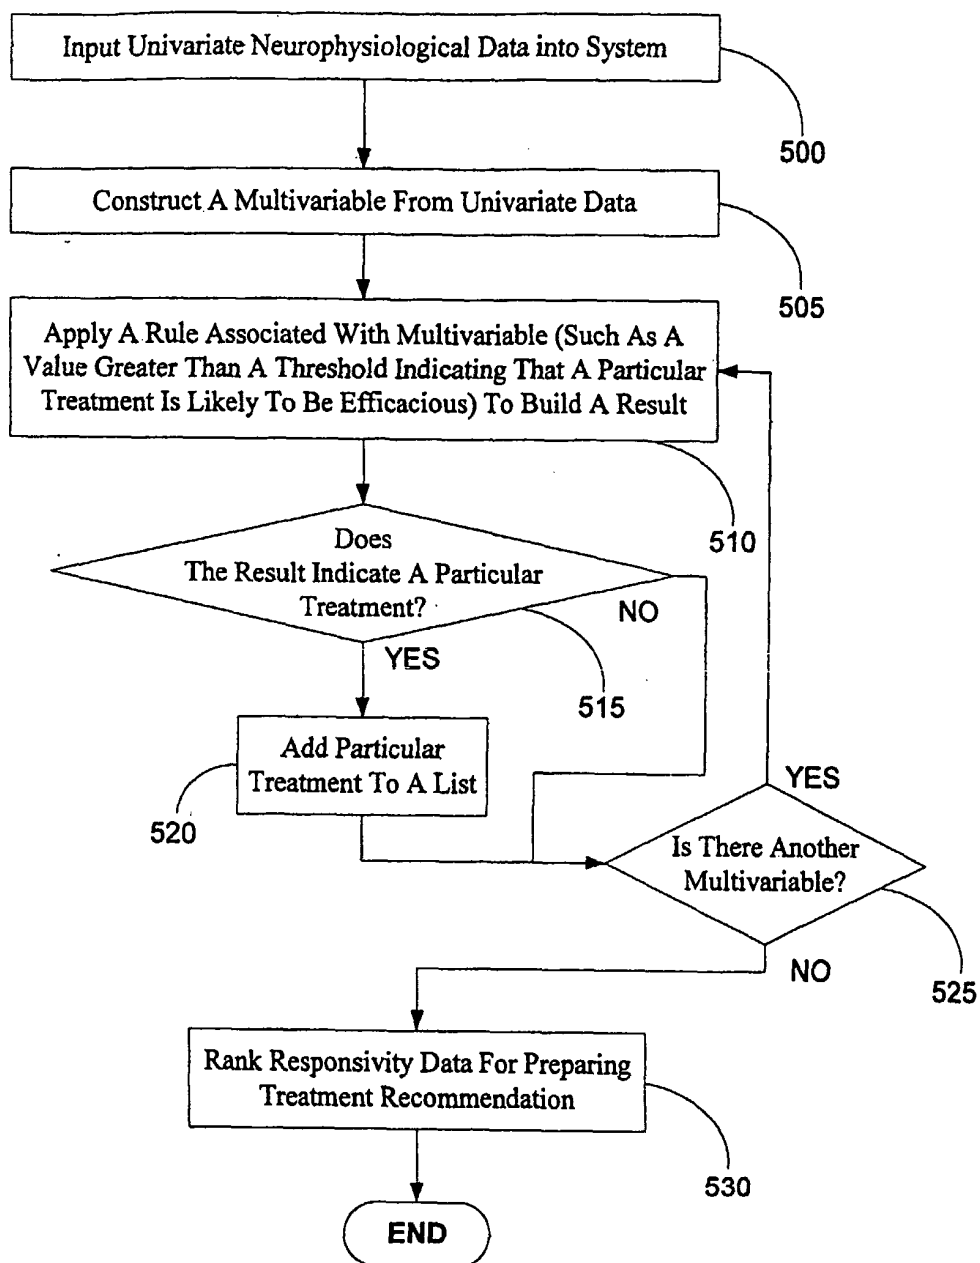 Input Univariate Neurophysiological Data into System
500
Construct A Multivariable From Univariate Data
505
Apply A Rule Associated With Multivariable (Such As A
Value Greater Than A Threshold Indicating That A Particular
Treatment Is Likely To Be Efficacious) To Build A Result
510
Does
The Result Indicate A Particular
Treatment?
NO
YES
515
Add Particular
Treatment To A List
520
YES
Is There Another
Multivariable?
NO
525
Rank Responsivity Data For Preparing
Treatment Recommendation
530
END